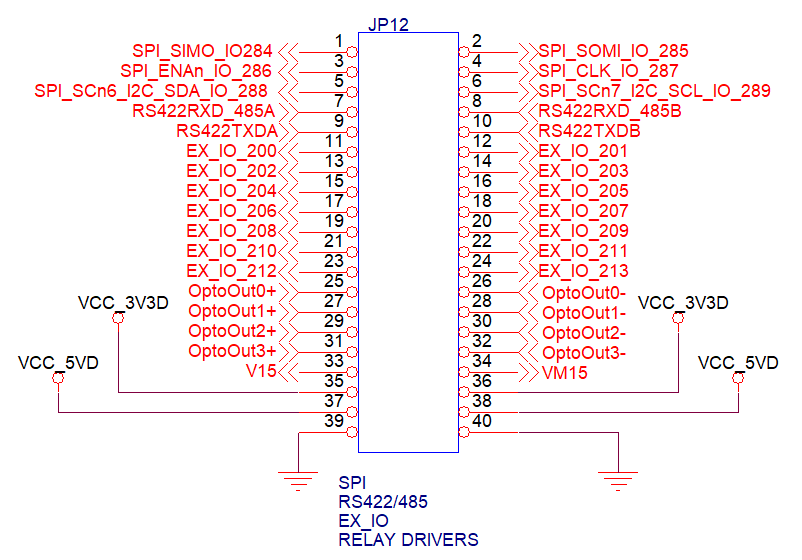 JP12
SPI_SIMO_IO284 1 2 SPI_SOMI_IO_285
SPI_ENAn_IO_286 3 4 SPI_CLK_IO_287
SPI_SCn6_I2C_SDA_IO_288 5 6 SPI_SCn7_I2C_SCL_IO_289
RS422RXD_485A 7 8 RS422RXD_485B
RS422TXDA 9 10 RS422TXDB
EX_IO_200 11 12 EX_IO_201
EX_IO_202 13 14 EX_IO_203
EX_IO_204 15 16 EX_IO_205
EX_IO_206 17 18 EX_IO_207
EX_IO_208 19 20 EX_IO_209
EX_IO_210 21 22 EX_IO_211
EX_IO_212 23 24 EX_IO_213
OptoOut0+ 25 26 OptoOut0-
OptoOut1+ 27 28 OptoOut1-
OptoOut2+ 29 30 OptoOut2-
OptoOut3+ 31 32 OptoOut3-
V15 33 34 VM15
VCC_3V3D 35 36 VCC_3V3D
VCC_5VD 37 38 VCC_5VD
39 40
SPI
RS422/485
EX_IO
RELAY DRIVERS